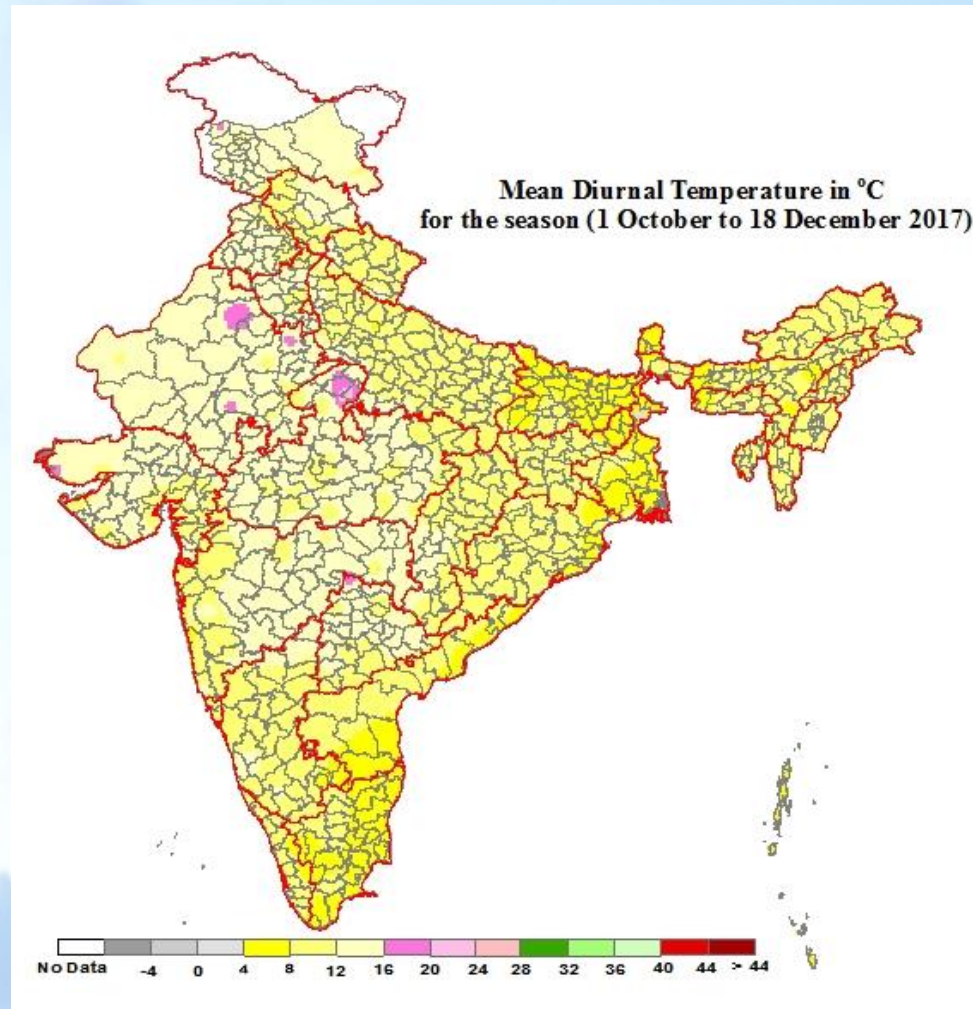 Mean Diurnal Temperature in °C
for the season (1 October to 18 December 2017)
No Data -4 0 4 8 12 16 20 24 28 32 36 40 44 > 44